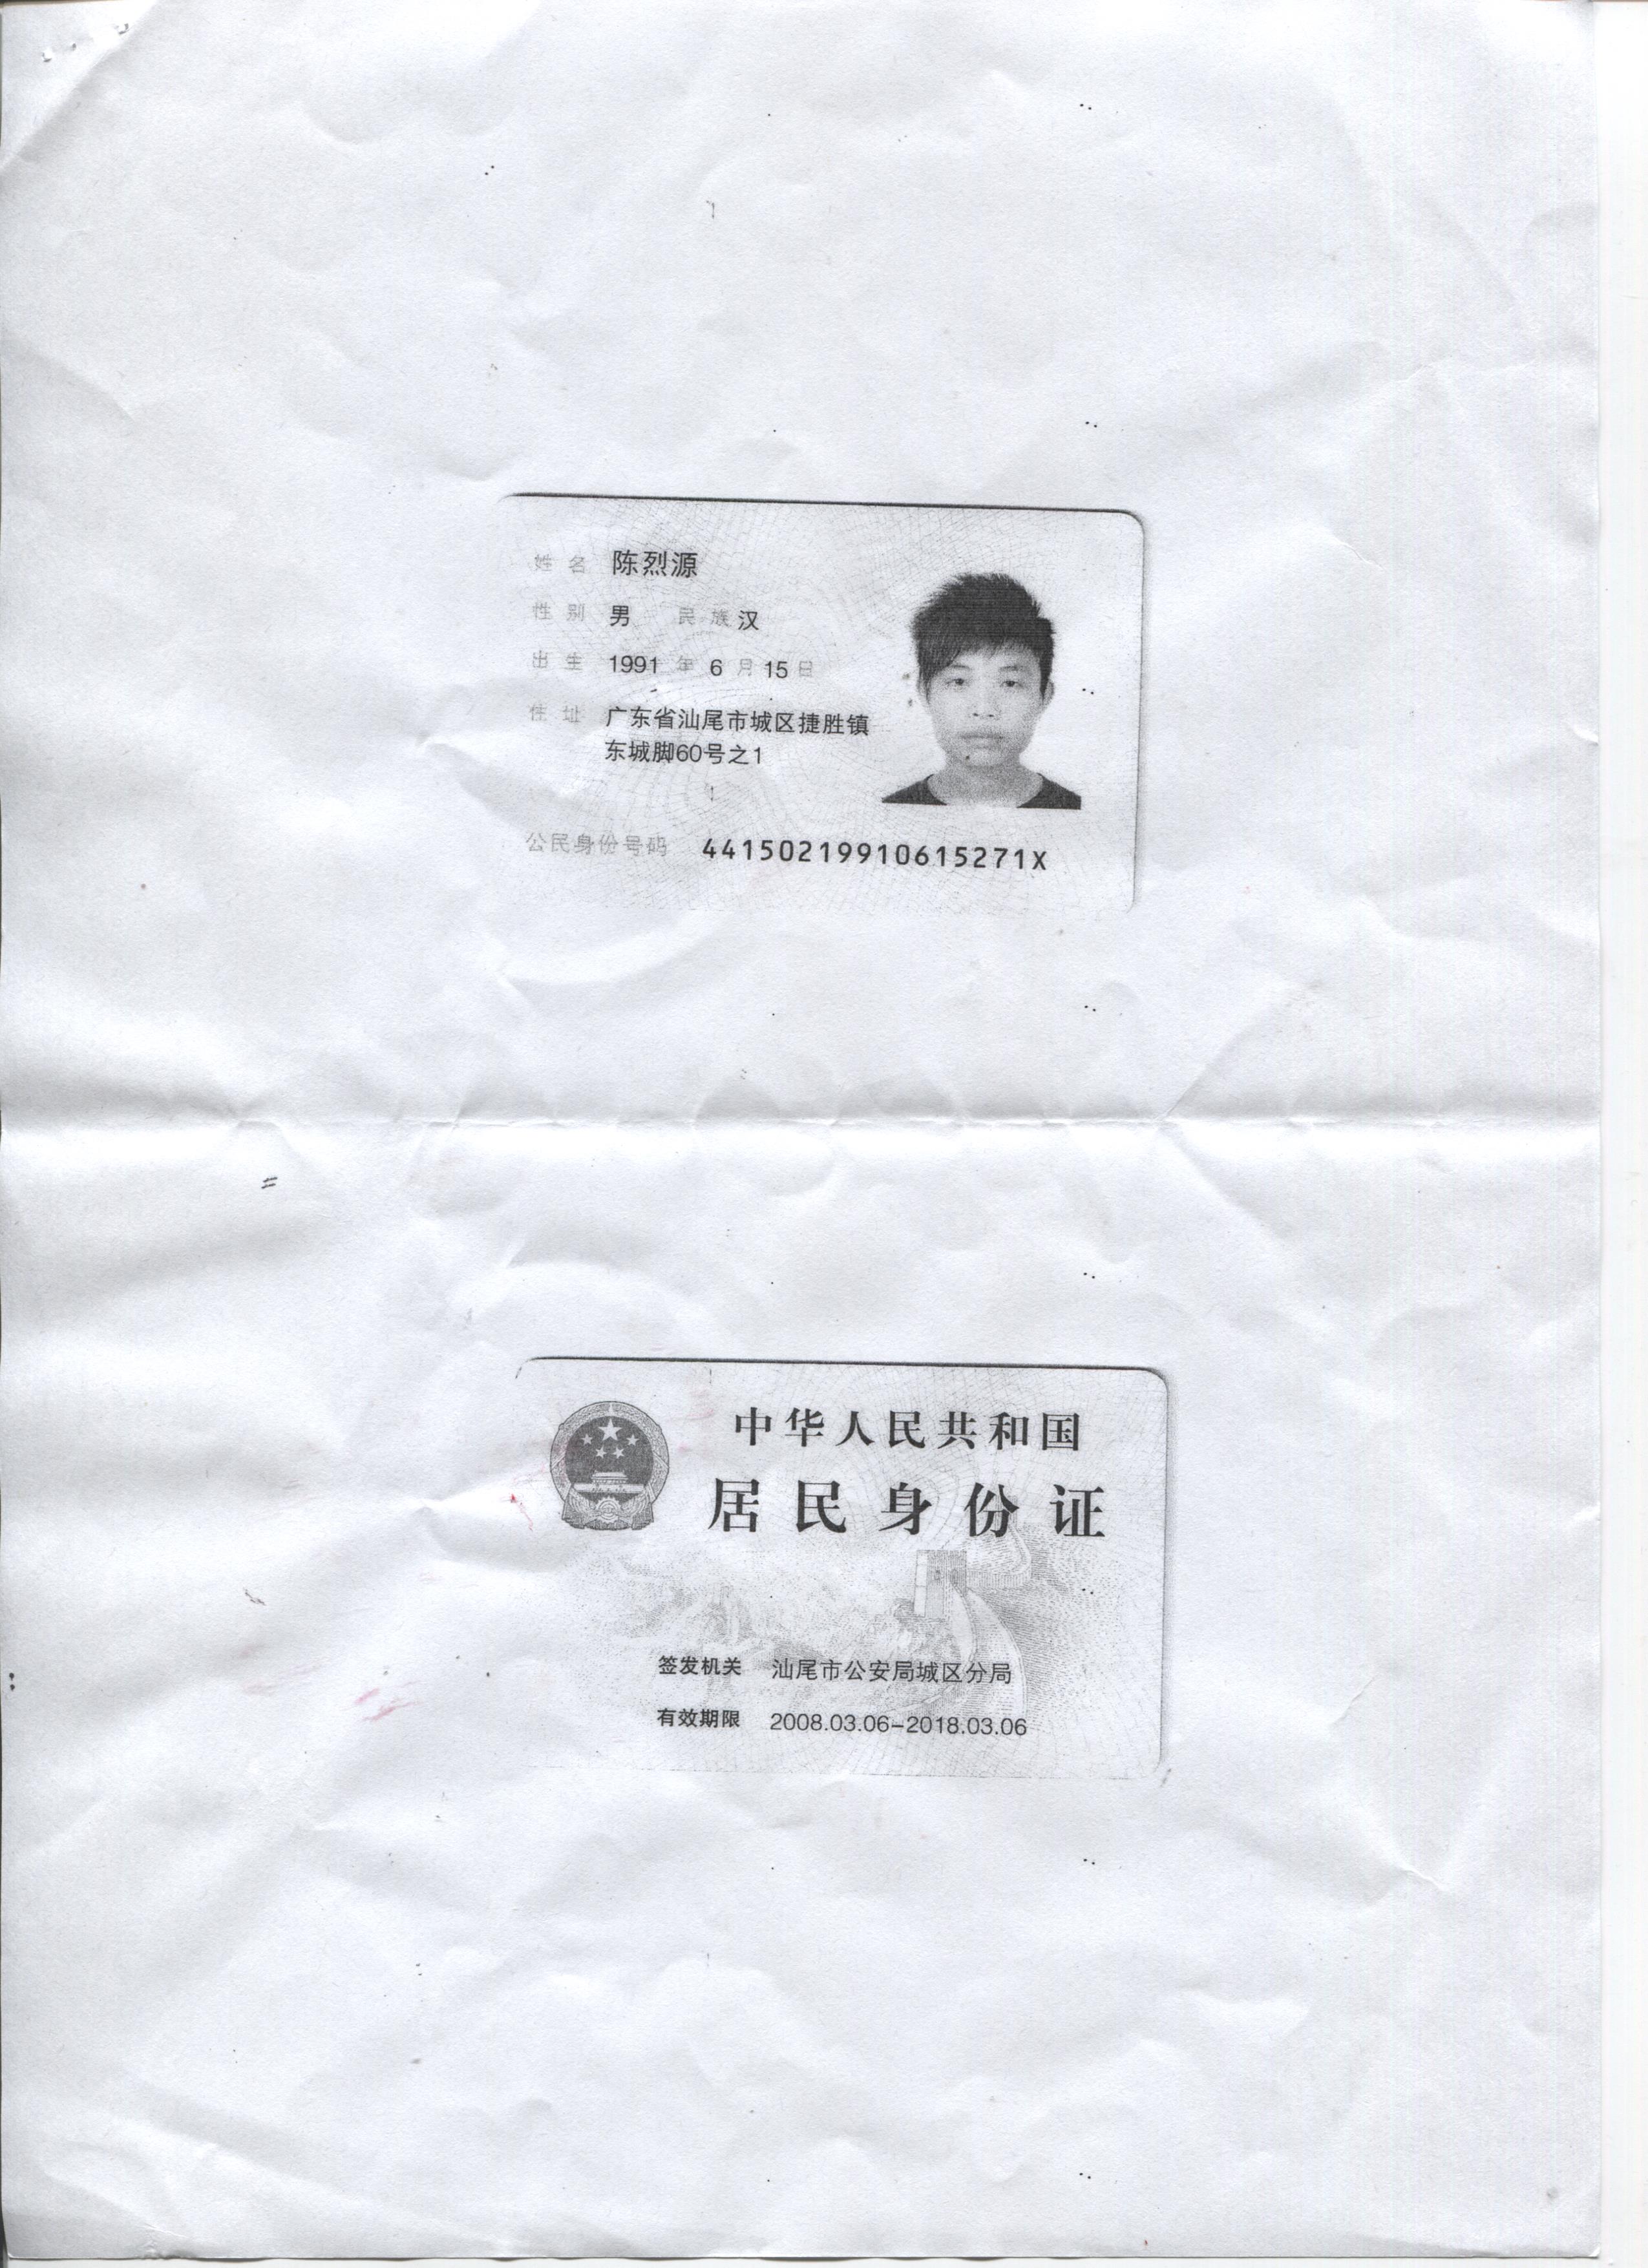 姓名 陈烈源
性别 男 民族 汉
出生 1991 年 6 月 15 日
住址 广东省汕尾市城区捷胜镇
东城脚60号之1
公民身份号码 44150219910615271X
中华人民共和国
居民身份证
签发机关 汕尾市公安局城区分局
有效期限 2008.03.06-2018.03.06